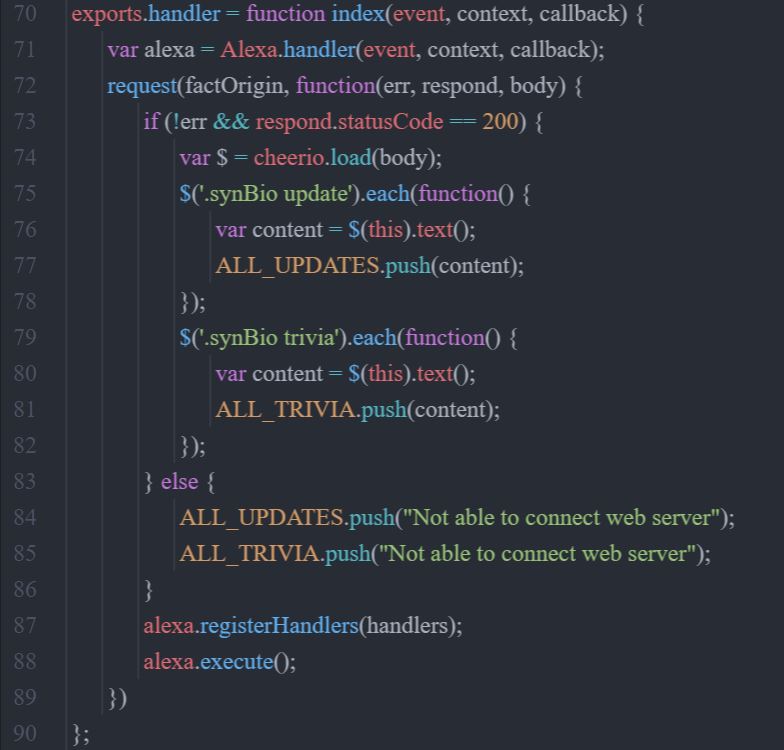 70 exports.handler = function index(event, context, callback) {
71 var alexa = Alexa.handler(event, context, callback);
72 request(factOrigin, function(err, respond, body) {
73 if (!err && respond.statusCode == 200) {
74 var $ = cheerio.load(body);
75 $('.synBio update').each(function() {
76 var content = $(this).text();
77 ALL_UPDATES.push(content);
78 });
79 $('.synBio trivia').each(function() {
80 var content = $(this).text();
81 ALL_TRIVIA.push(content);
82 });
83 } else {
84 ALL_UPDATES.push("Not able to connect web server");
85 ALL_TRIVIA.push("Not able to connect web server");
86 }
87 alexa.registerHandlers(handlers);
88 alexa.execute();
89 })
90 };